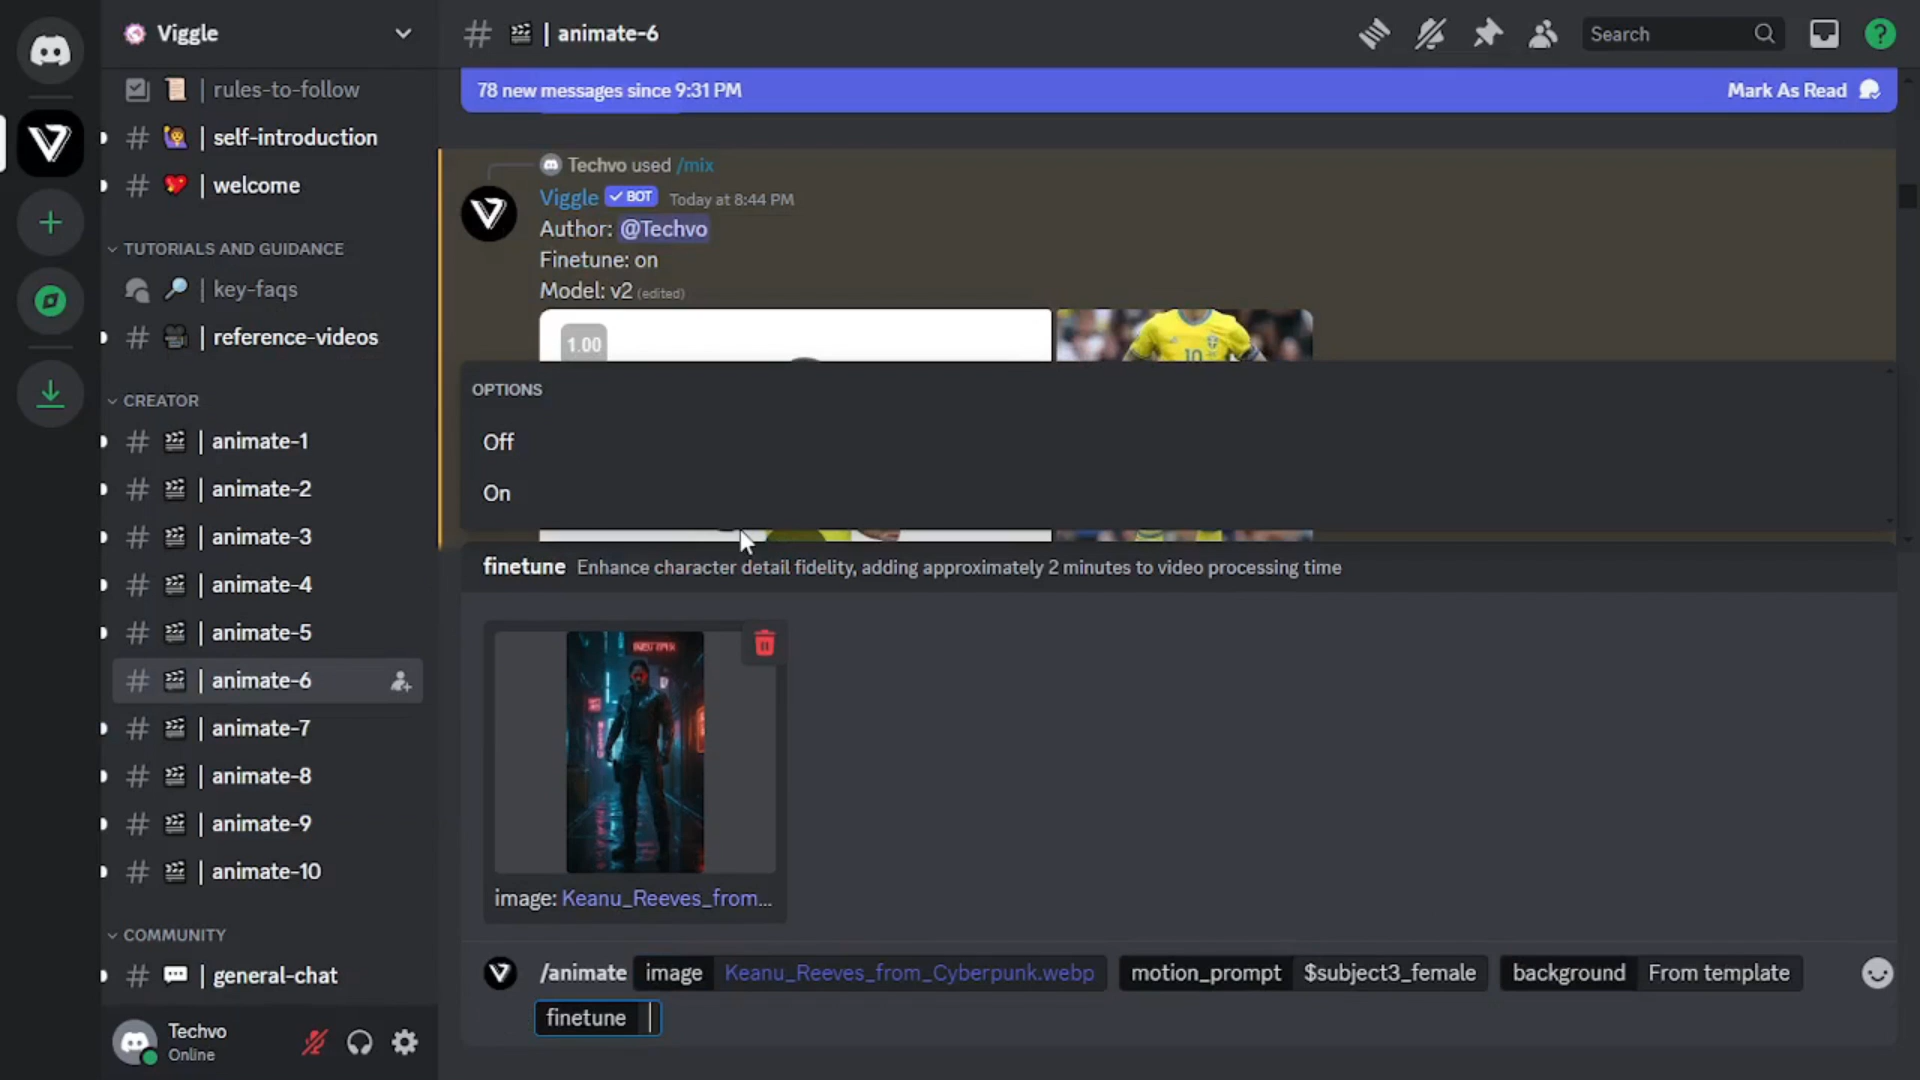 Viggle
| rules-to-follow
# | self-introduction
# | welcome
TUTORIALS AND GUIDANCE
| key-faqs
# | reference-videos
CREATOR
# | animate-1
# | animate-2
# | animate-3
# | animate-4
# | animate-5
# | animate-6
# | animate-7
# | animate-8
# | animate-9
# | animate-10
COMMUNITY
# | general-chat
Techvo
Online
# | animate-6
Search
?
78 new messages since 9:31 PM
Mark As Read
Techvo used /mix
Viggle BOT Today at 8:44 PM
Author: @Techvo
Finetune: on
Model: v2 (edited)
1.00
10
OPTIONS
Off
On
finetune Enhance character detail fidelity, adding approximately 2 minutes to video processing time
image: Keanu_Reeves_from...
/animate image Keanu_Reeves_from_Cyberpunk.webp motion_prompt $subject3_female background From template
finetune